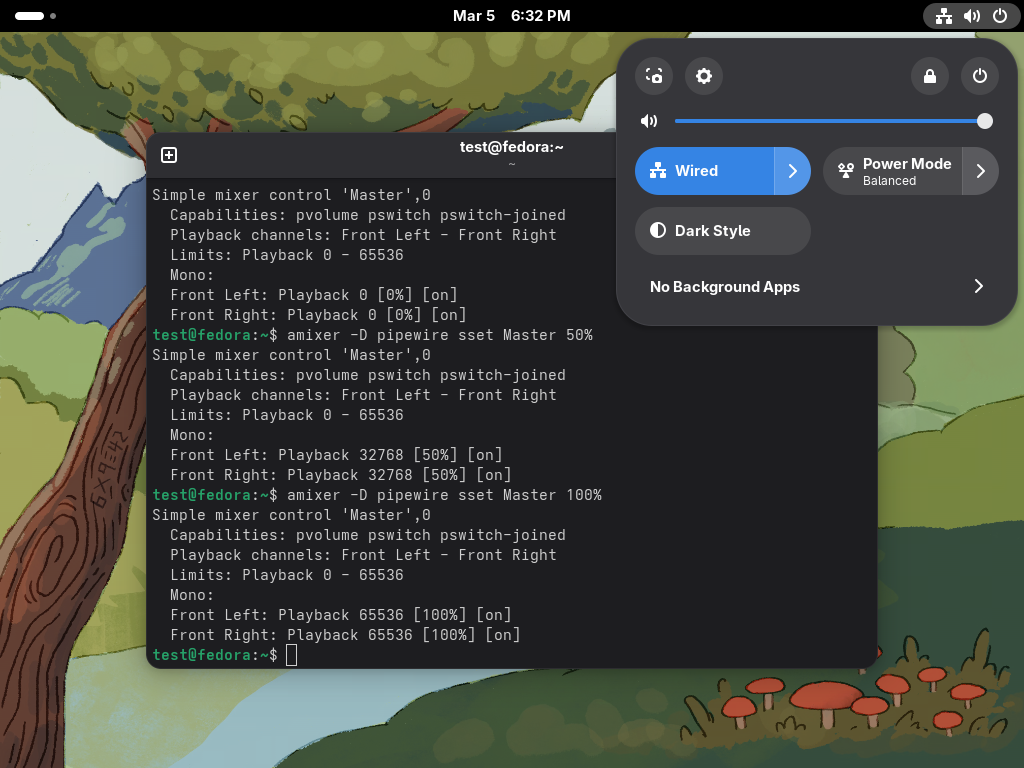 Mar 5 6:32 PM
test@fedora:~
~
Wired
Power Mode
Balanced
Dark Style
No Background Apps
Simple mixer control 'Master',0
  Capabilities: pvolume pswitch pswitch-joined
  Playback channels: Front Left - Front Right
  Limits: Playback 0 - 65536
  Mono:
  Front Left: Playback 0 [0%] [on]
  Front Right: Playback 0 [0%] [on]
test@fedora:~$ amixer -D pipewire sset Master 50%
Simple mixer control 'Master',0
  Capabilities: pvolume pswitch pswitch-joined
  Playback channels: Front Left - Front Right
  Limits: Playback 0 - 65536
  Mono:
  Front Left: Playback 32768 [50%] [on]
  Front Right: Playback 32768 [50%] [on]
test@fedora:~$ amixer -D pipewire sset Master 100%
Simple mixer control 'Master',0
  Capabilities: pvolume pswitch pswitch-joined
  Playback channels: Front Left - Front Right
  Limits: Playback 0 - 65536
  Mono:
  Front Left: Playback 65536 [100%] [on]
  Front Right: Playback 65536 [100%] [on]
test@fedora:~$
6x9=42